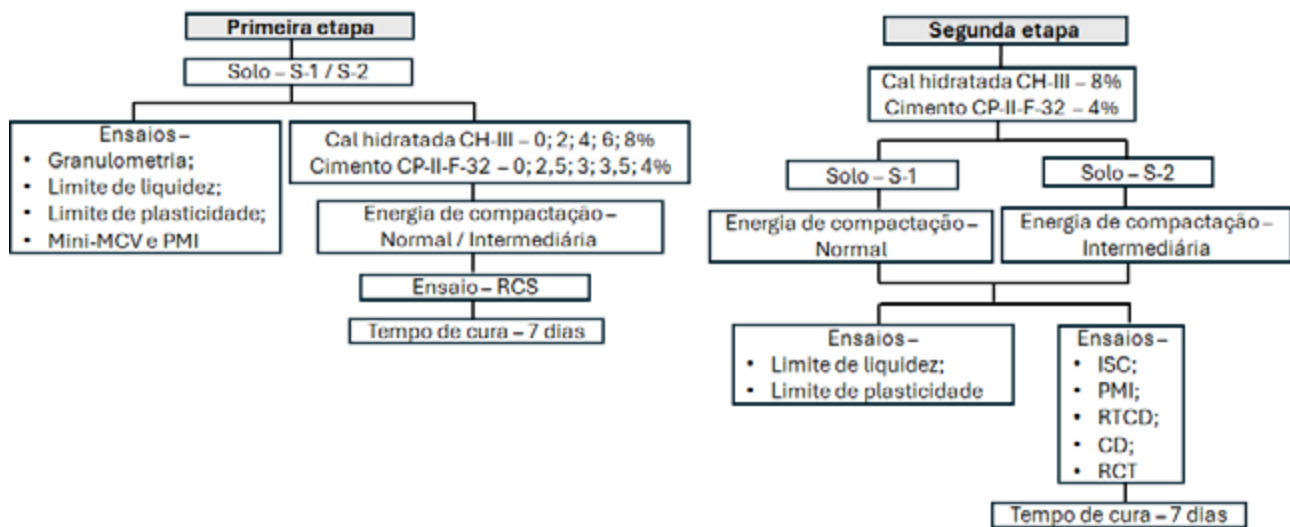 Primeira etapa
Solo – S-1 / S-2
Ensaios –
• Granulometria;
• Limite de liquidez;
• Limite de plasticidade;
• Mini-MCV e PMI
Cal hidratada CH-III – 0; 2; 4; 6; 8%
Cimento CP-II-F-32 – 0; 2,5; 3; 3,5; 4%
Energia de compactação –
Normal / Intermediária
Ensaio – RCS
Tempo de cura – 7 dias
Segunda etapa
Cal hidratada CH-III – 8%
Cimento CP-II-F-32 – 4%
Solo – S-1
Energia de compactação –
Normal
Solo – S-2
Energia de compactação –
Intermediária
Ensaios –
• Limite de liquidez;
• Limite de plasticidade
Ensaios –
• ISC;
• PMI;
• RTCD;
• CD;
• RCT
Tempo de cura – 7 dias